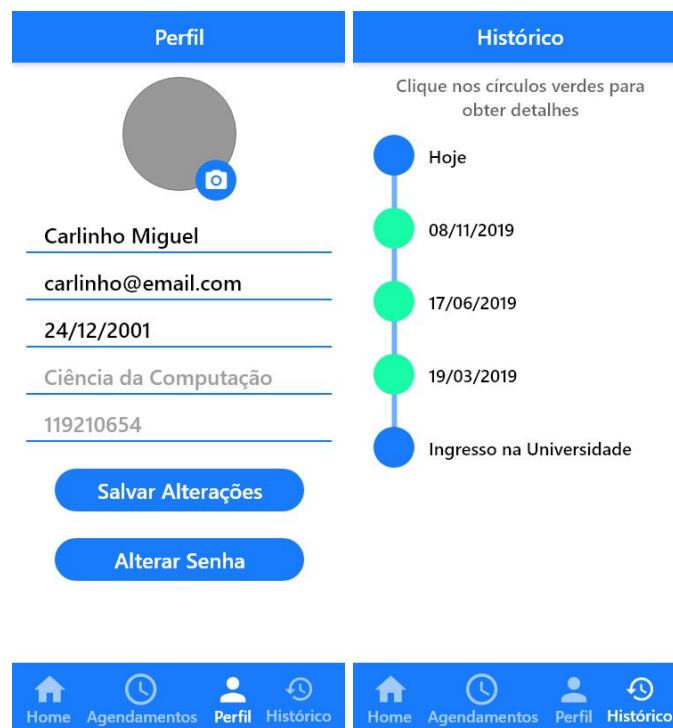 Perfil
Carlinho Miguel
carlinho@email.com
24/12/2001
Ciência da Computação
119210654
Salvar Alterações
Alterar Senha
Home Agendamentos Perfil Histórico
Histórico
Clique nos círculos verdes para
obter detalhes
Hoje
08/11/2019
17/06/2019
19/03/2019
Ingresso na Universidade
Home Agendamentos Perfil Histórico